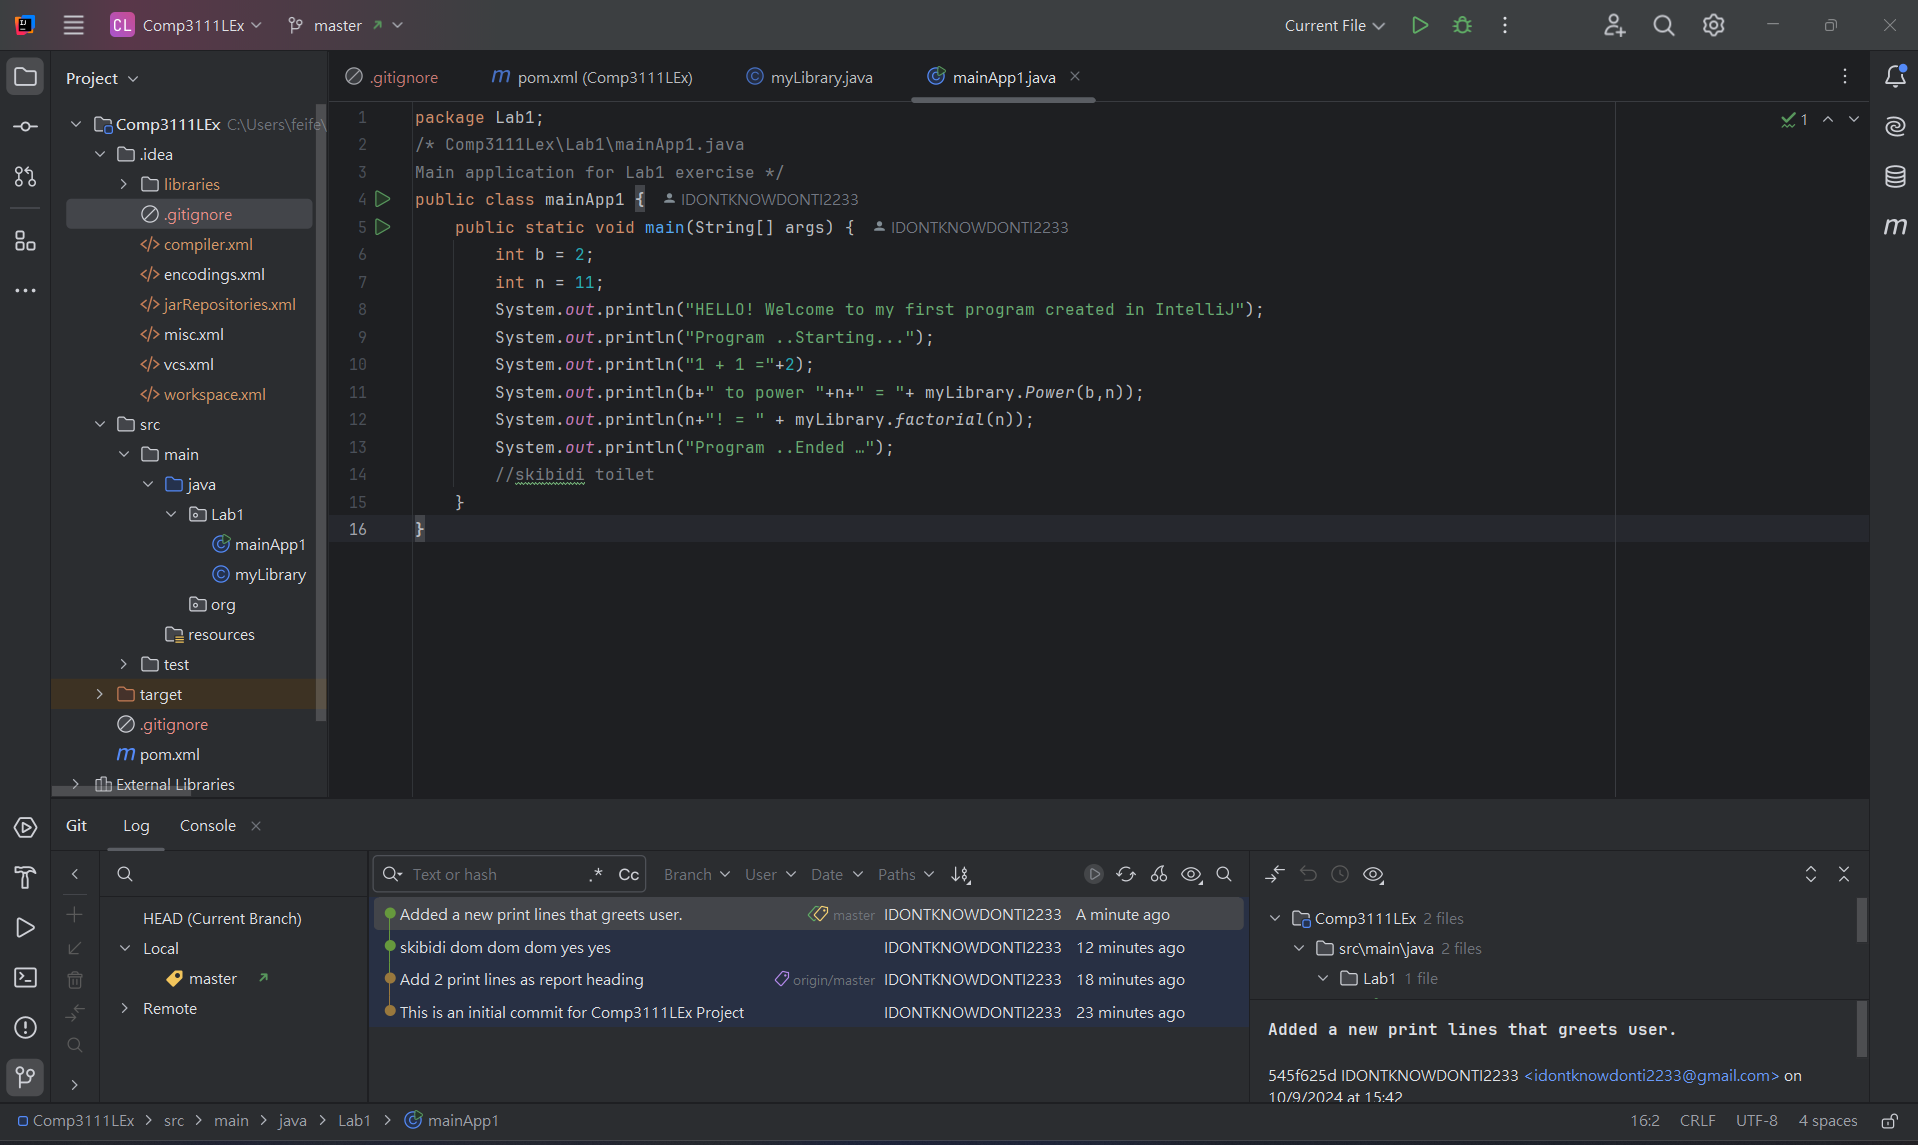 CL Comp3111LEx master Current File
Project
.gitignore
pom.xml (Comp3111LEx)
myLibrary.java
mainApp1.java
Comp3111LEx C:\Users\feife\
.idea
libraries
.gitignore
compiler.xml
encodings.xml
jarRepositories.xml
misc.xml
vcs.xml
workspace.xml
src
main
java
Lab1
mainApp1
myLibrary
org
resources
test
target
.gitignore
pom.xml
External Libraries
1 package Lab1;
2 /* Comp3111Lex\Lab1\mainApp1.java
3 Main application for Lab1 exercise */
4 public class mainApp1 { IDONTKNOWDONTI2233
5 public static void main(String[] args) { IDONTKNOWDONTI2233
6 int b = 2;
7 int n = 11;
8 System.out.println("HELLO! Welcome to my first program created in IntelliJ");
9 System.out.println("Program ..Starting...");
10 System.out.println("1 + 1 ="+2);
11 System.out.println(b+" to power "+n+" = "+ myLibrary.Power(b,n));
12 System.out.println(n+"! = " + myLibrary.factorial(n));
13 System.out.println("Program ..Ended …");
14 //skibidi toilet
15 }
16 }
1
Git Log Console
HEAD (Current Branch)
Local
master
Remote
Text or hash .* Cc Branch User Date Paths
Added a new print lines that greets user. master IDONTKNOWDONTI2233 A minute ago
skibidi dom dom dom yes yes IDONTKNOWDONTI2233 12 minutes ago
Add 2 print lines as report heading origin/master IDONTKNOWDONTI2233 18 minutes ago
This is an initial commit for Comp3111LEx Project IDONTKNOWDONTI2233 23 minutes ago
Comp3111LEx 2 files
src\main\java 2 files
Lab1 1 file
Added a new print lines that greets user.
545f625d IDONTKNOWDONTI2233 <idontknowdonti2233@gmail.com> on
10/9/2024 at 15:42
Comp3111LEx > src > main > java > Lab1 > mainApp1
16:2 CRLF UTF-8 4 spaces